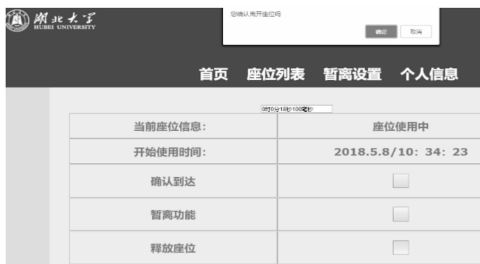 湖北大学
HUBEI UNIVERSITY
您确认离开座位吗
确定 取消
首页 座位列表 暂离设置 个人信息
当前座位信息: 座位使用中
开始使用时间: 2018.5.8/10: 34: 23
确认到达
暂离功能
释放座位